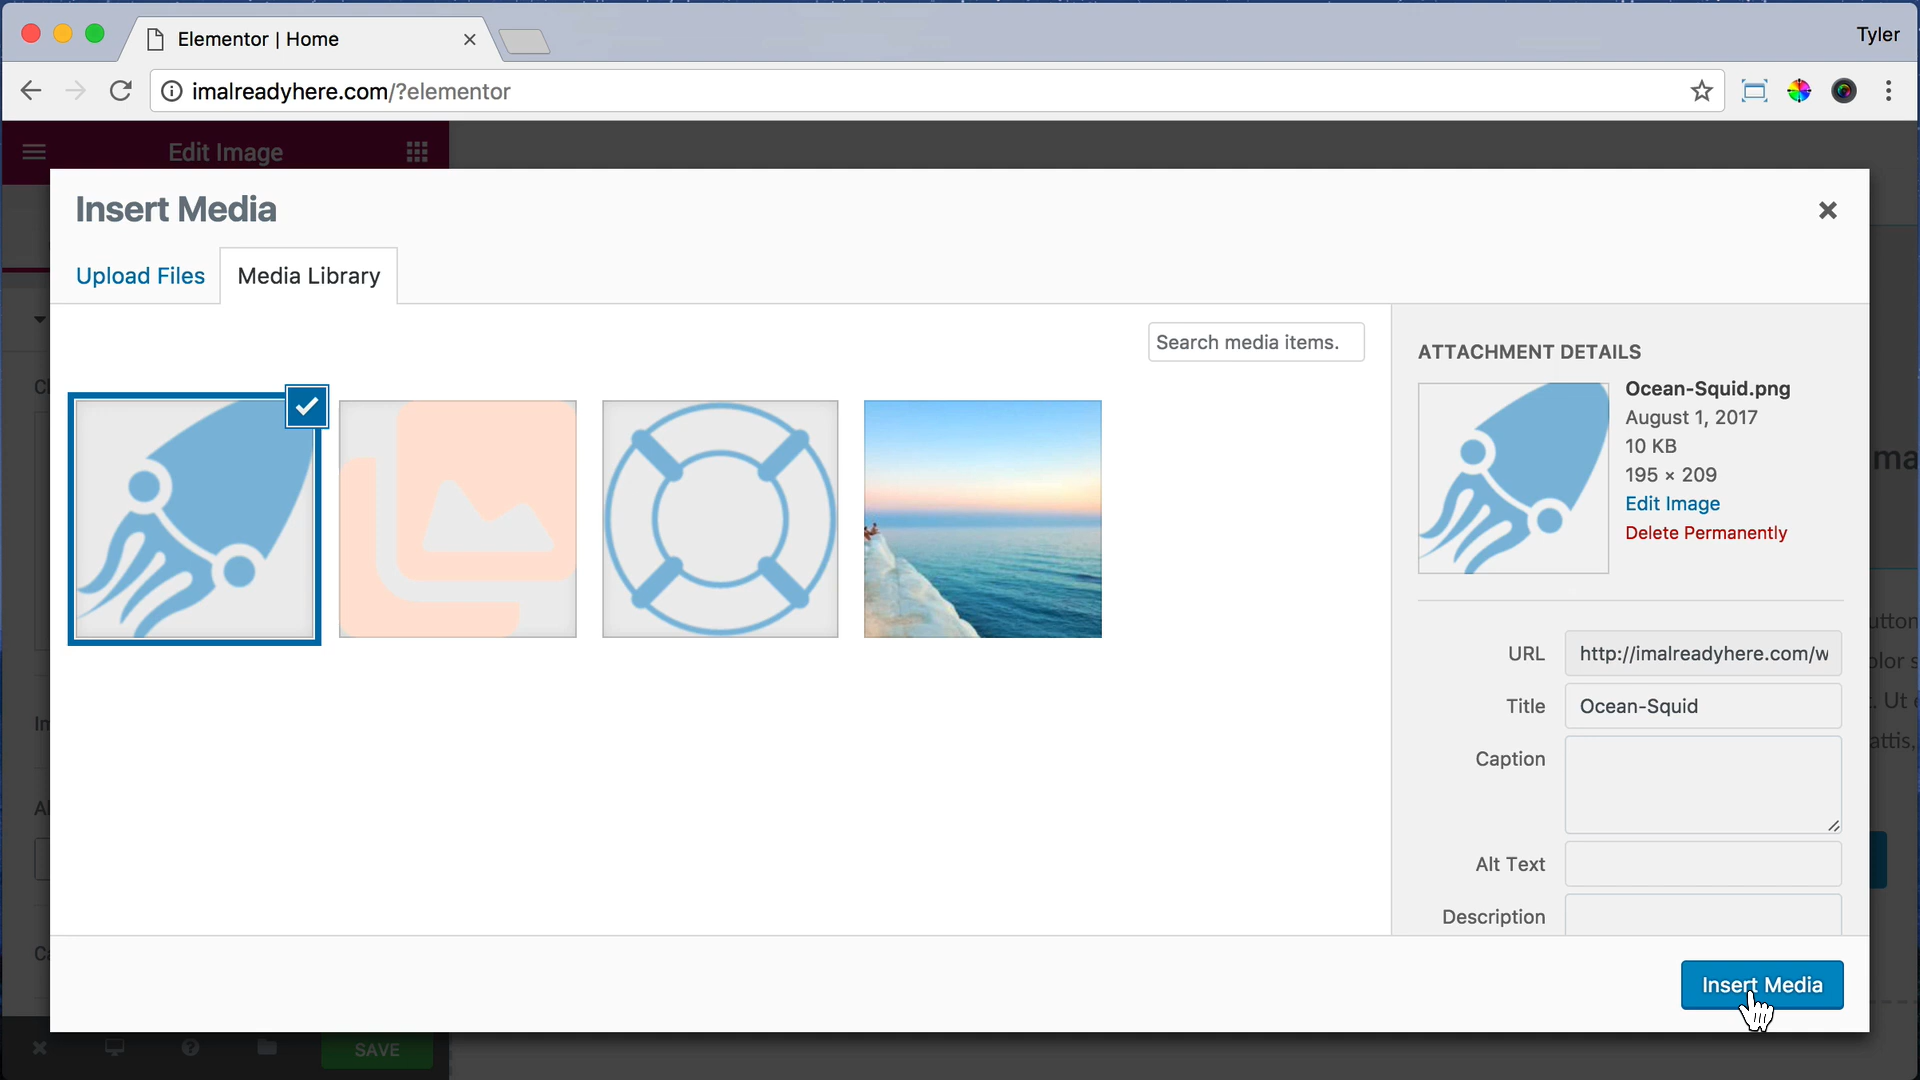 Elementor | Home
Tyler
imalreadyhere.com/?elementor
Edit Image
Insert Media
Upload Files
Media Library
Search media items.
ATTACHMENT DETAILS
Ocean-Squid.png
August 1, 2017
10 KB
195 × 209
Edit Image
Delete Permanently
URL
http://imalreadyhere.com/w
Title
Ocean-Squid
Caption
Alt Text
Description
Insert Media
SAVE